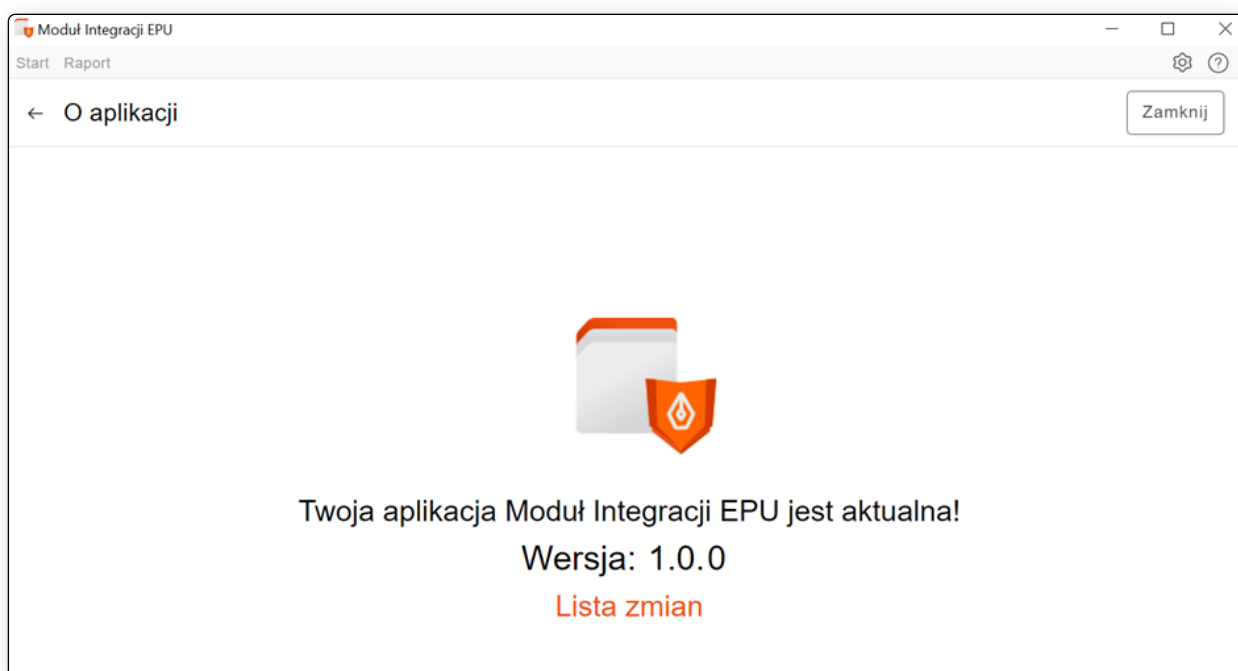 Moduł Integracji EPU
Start Raport
O aplikacji
Zamknij
Twoja aplikacja Moduł Integracji EPU jest aktualna!
Wersja: 1.0.0
Lista zmian